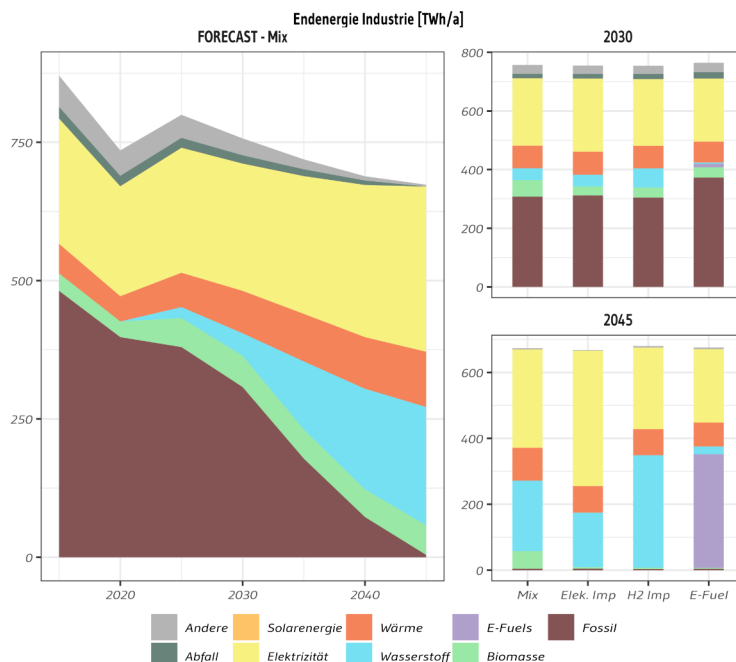 Endenergie Industrie [TWh/a]
FORECAST - Mix
750
500
250
0
2020
2030
2040
2030
800
600
400
200
0
2045
600
400
200
0
Mix
Elek. Imp
H2 Imp
E-Fuel
Andere
Solarenergie
Wärme
E-Fuels
Fossil
Abfall
Elektrizität
Wasserstoff
Biomasse